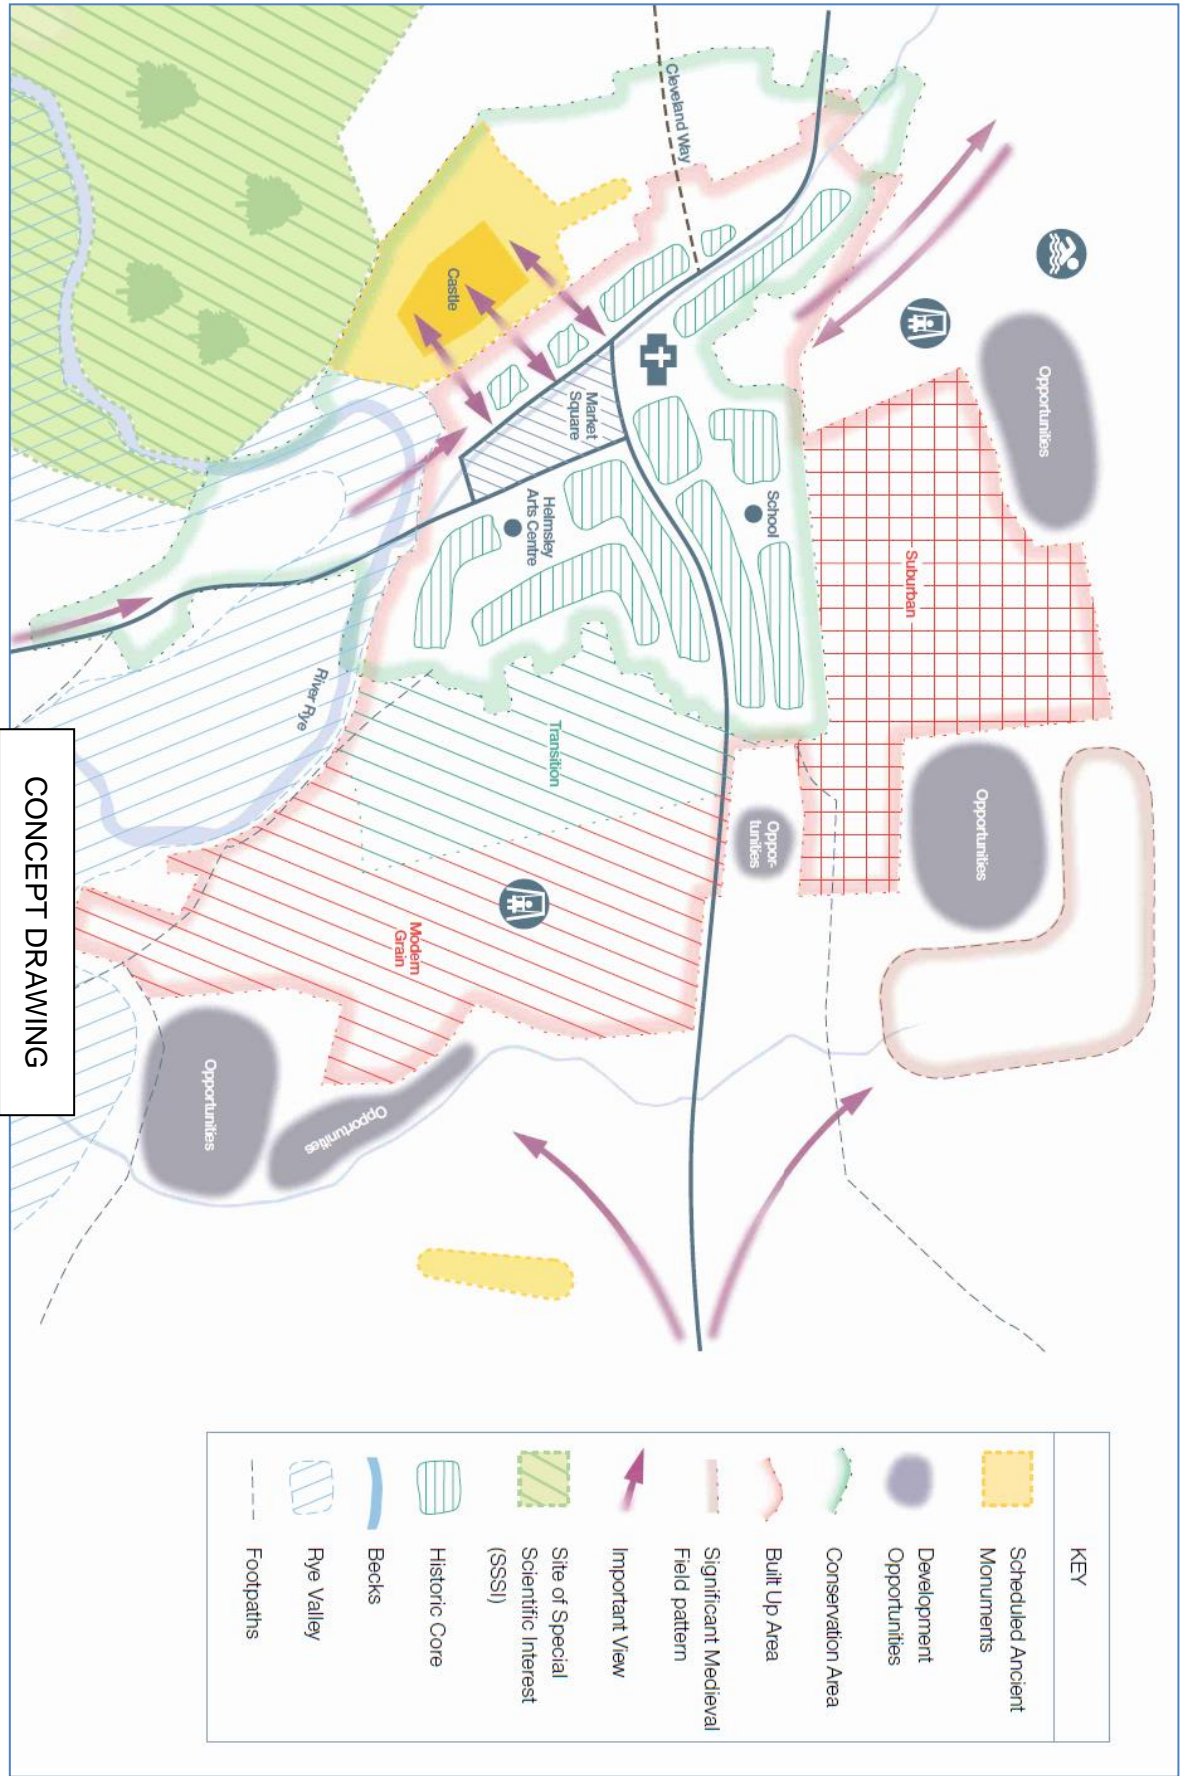 Cleveland Way
Castle
Market
Square
School
Helmsley
Arts Centre
Suburban
Opportunities
Opportunities
Oppor-
tunities
Transition
River Rye
Modern
Grain
Opportunities
Opportunities
KEY
Scheduled Ancient
Monuments
Development
Opportunities
Conservation Area
Built Up Area
Significant Medieval
Field pattern
Important View
Site of Special
Scientific Interest
(SSSI)
Historic Core
Becks
Rye Valley
Footpaths
CONCEPT DRAWING